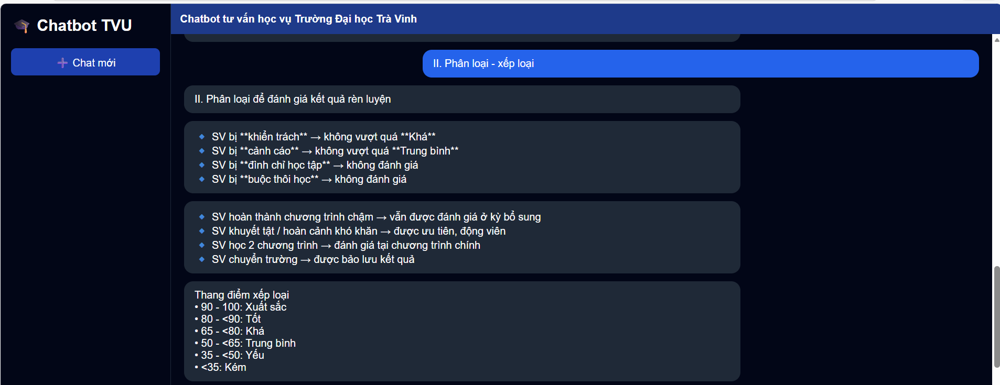 Chatbot TVU
Chat mới
Chatbot tư vấn học vụ Trường Đại học Trà Vinh
II. Phân loại - xếp loại
II. Phân loại để đánh giá kết quả rèn luyện
SV bị **khiển trách** → không vượt quá **Khá**
SV bị **cảnh cáo** → không vượt quá **Trung bình**
SV bị **đình chỉ học tập** → không đánh giá
SV bị **buộc thôi học** → không đánh giá
SV hoàn thành chương trình chậm → vẫn được đánh giá ở kỳ bổ sung
SV khuyết tật / hoàn cảnh khó khăn → được ưu tiên, động viên
SV học 2 chương trình → đánh giá tại chương trình chính
SV chuyển trường → được bảo lưu kết quả
Thang điểm xếp loại
• 90 - 100: Xuất sắc
• 80 - <90: Tốt
• 65 - <80: Khá
• 50 - <65: Trung bình
• 35 - <50: Yếu
• <35: Kém